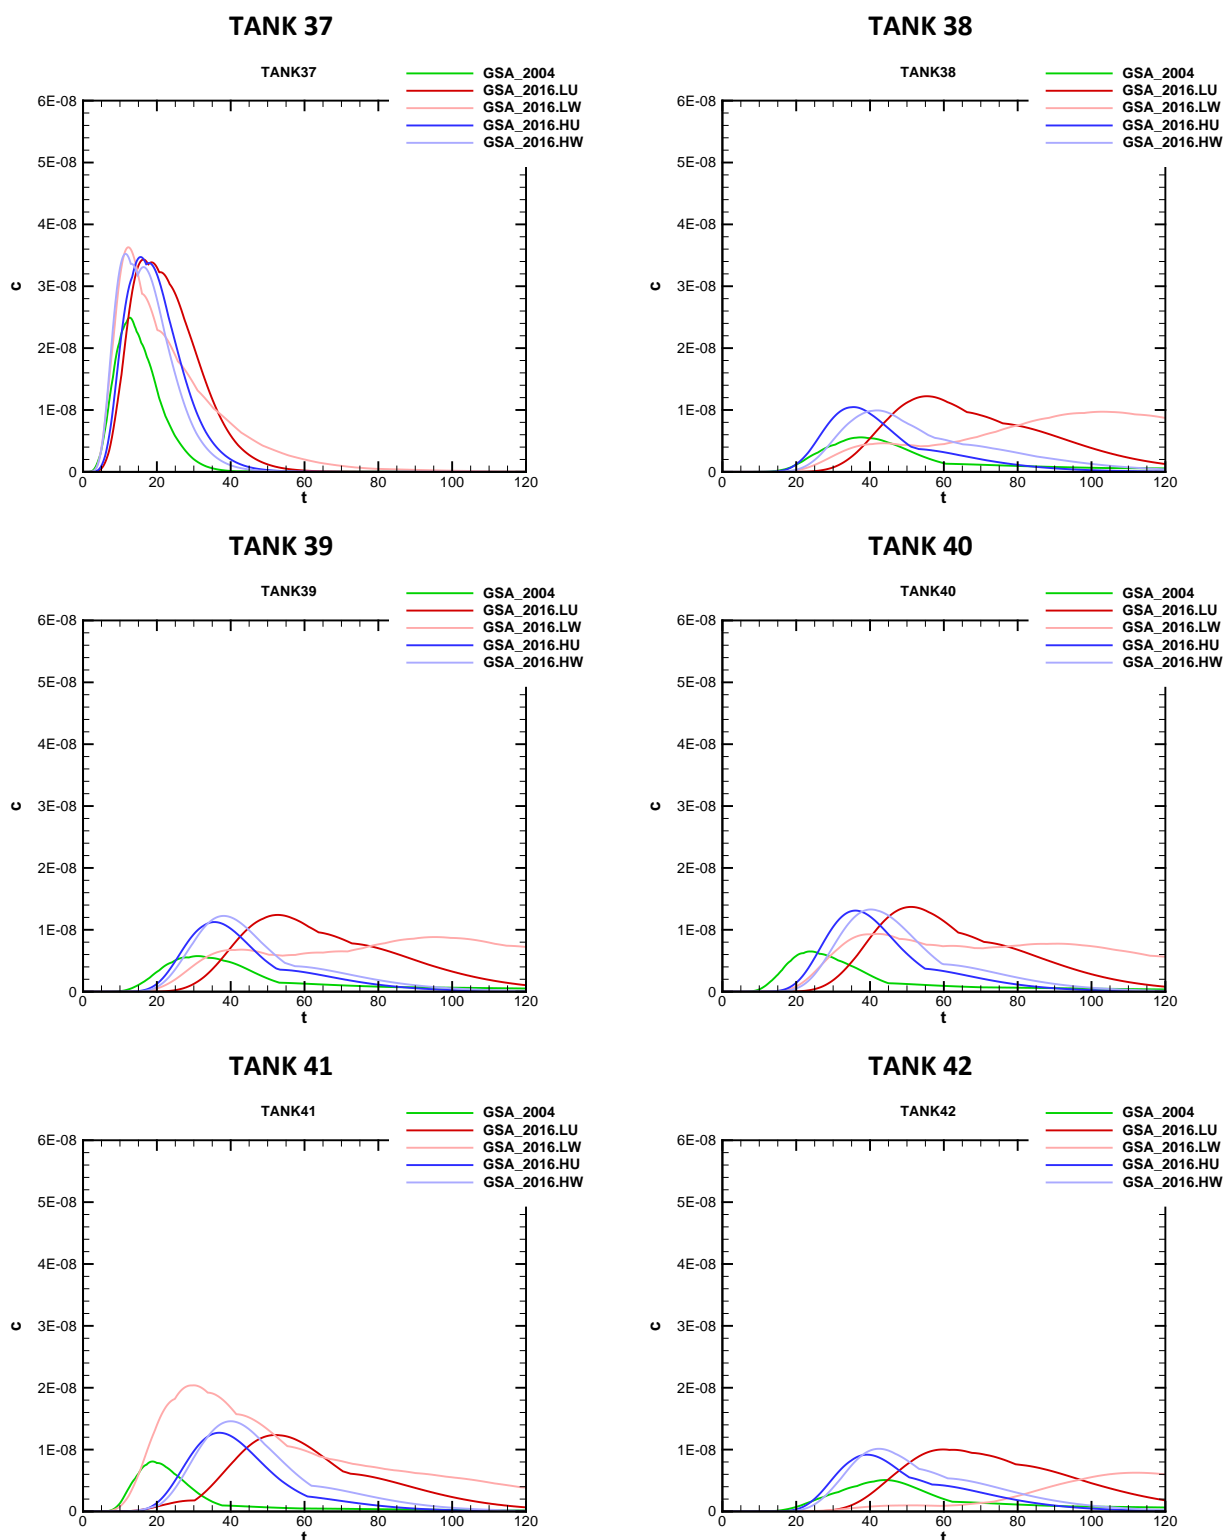 TANK 37
TANK37
GSA_2004
GSA_2016.LU
GSA_2016.LW
GSA_2016.HU
GSA_2016.HW
6E-08
5E-08
4E-08
3E-08
2E-08
1E-08
0
c
0 20 40 60 80 100 120
t
TANK 38
TANK38
GSA_2004
GSA_2016.LU
GSA_2016.LW
GSA_2016.HU
GSA_2016.HW
6E-08
5E-08
4E-08
3E-08
2E-08
1E-08
0
c
0 20 40 60 80 100 120
t
TANK 39
TANK39
GSA_2004
GSA_2016.LU
GSA_2016.LW
GSA_2016.HU
GSA_2016.HW
6E-08
5E-08
4E-08
3E-08
2E-08
1E-08
0
c
0 20 40 60 80 100 120
t
TANK 40
TANK40
GSA_2004
GSA_2016.LU
GSA_2016.LW
GSA_2016.HU
GSA_2016.HW
6E-08
5E-08
4E-08
3E-08
2E-08
1E-08
0
c
0 20 40 60 80 100 120
t
TANK 41
TANK41
GSA_2004
GSA_2016.LU
GSA_2016.LW
GSA_2016.HU
GSA_2016.HW
6E-08
5E-08
4E-08
3E-08
2E-08
1E-08
0
c
0 20 40 60 80 100 120
t
TANK 42
TANK42
GSA_2004
GSA_2016.LU
GSA_2016.LW
GSA_2016.HU
GSA_2016.HW
6E-08
5E-08
4E-08
3E-08
2E-08
1E-08
0
c
0 20 40 60 80 100 120
t